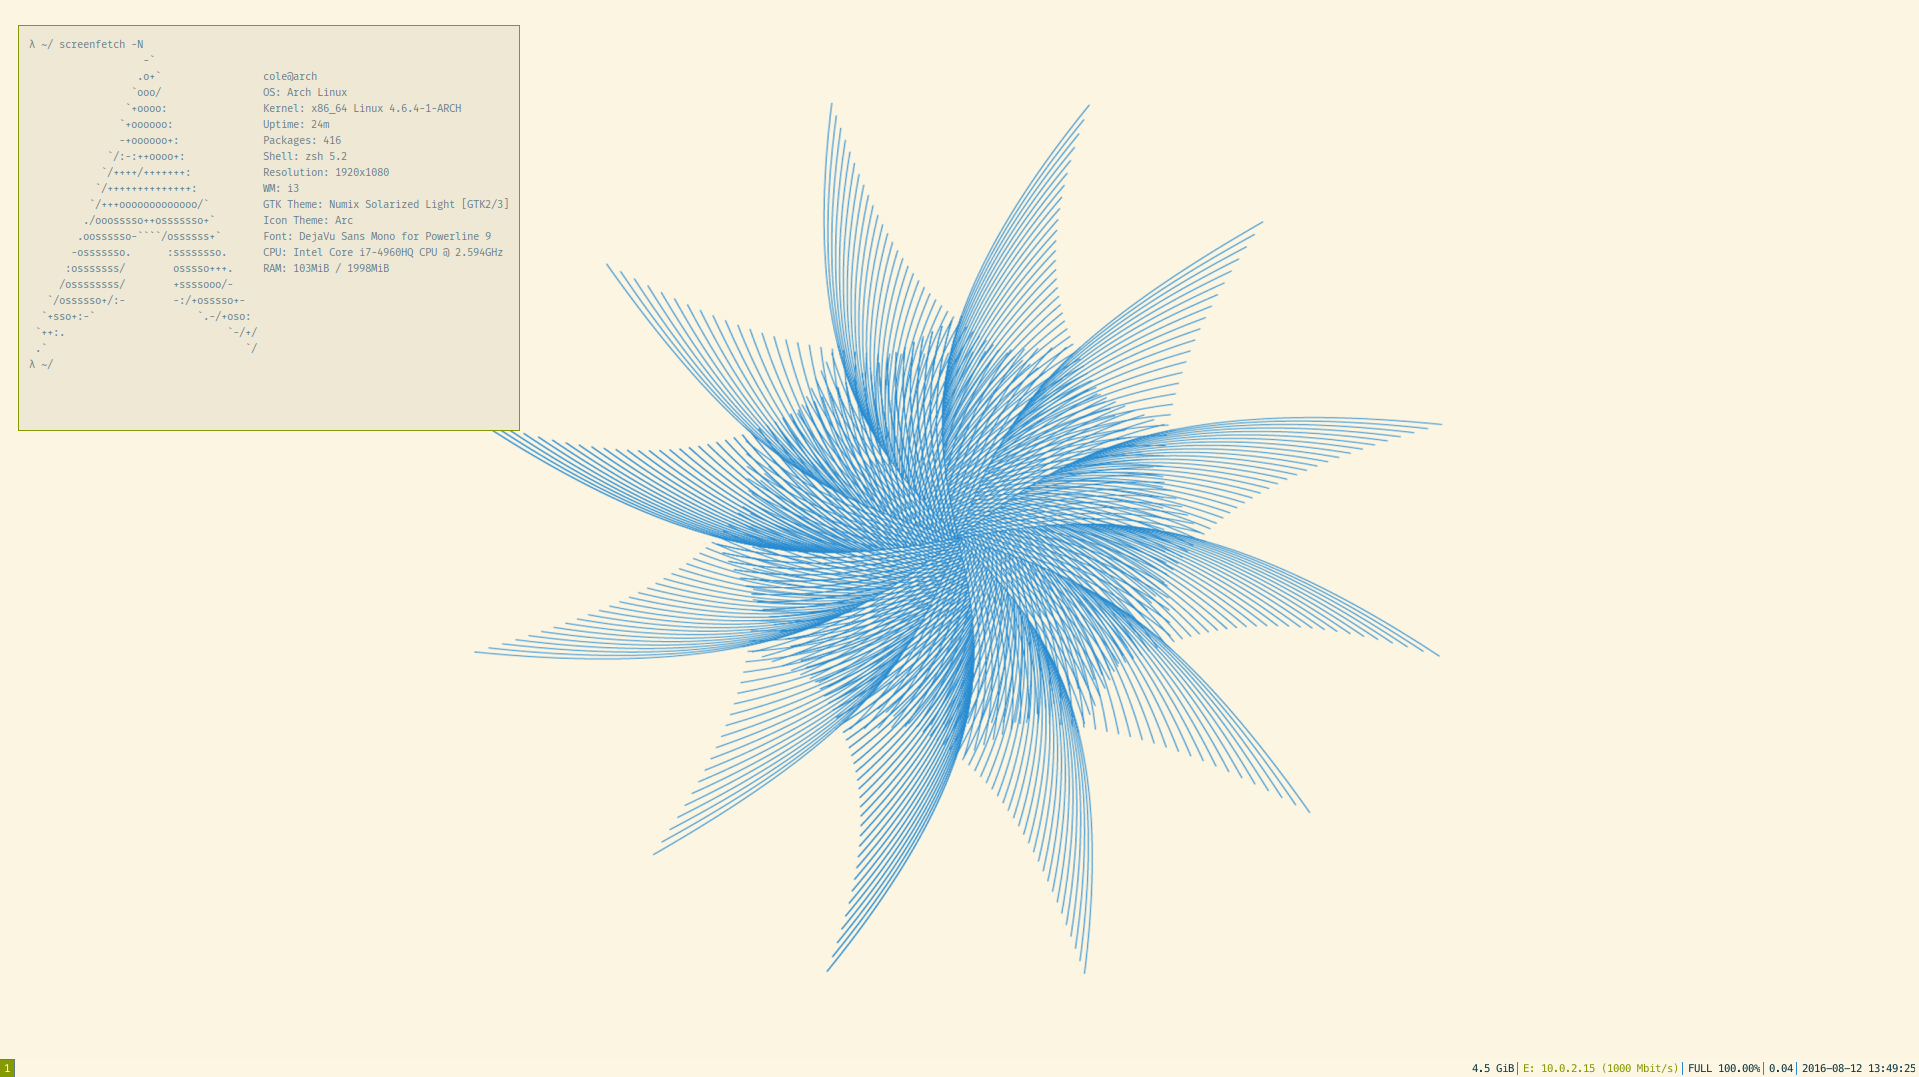 λ ~/ screenfetch -N
                   -`
                  .o+`                 cole@arch
                 `ooo/                 OS: Arch Linux
                `+oooo:                Kernel: x86_64 Linux 4.6.4-1-ARCH
               `+oooooo:               Uptime: 24m
               -+oooooo+:              Packages: 416
             `/:-:++oooo+:             Shell: zsh 5.2
            `/++++/+++++++:            Resolution: 1920x1080
           `/++++++++++++++:           WM: i3
          `/+++ooooooooooooo/`         GTK Theme: Numix Solarized Light [GTK2/3]
         ./ooosssso++osssssso+`        Icon Theme: Arc
        .oossssso-````/ossssss+`       Font: DejaVu Sans Mono for Powerline 9
       -osssssso.      :ssssssso.      CPU: Intel Core i7-4960HQ CPU @ 2.594GHz
      :osssssss/        osssso+++.     RAM: 103MiB / 1998MiB
     /ossssssss/        +ssssooo/-
   `/ossssso+/:-        -:/+osssso+-
  `+sso+:-`                 `.-/+oso:
 `++:.                           `-/+/
 .`                                 `/
λ ~/
1
4.5 GiB|E: 10.0.2.15 (1000 Mbit/s)|FULL 100.00%|0.04|2016-08-12 13:49:25